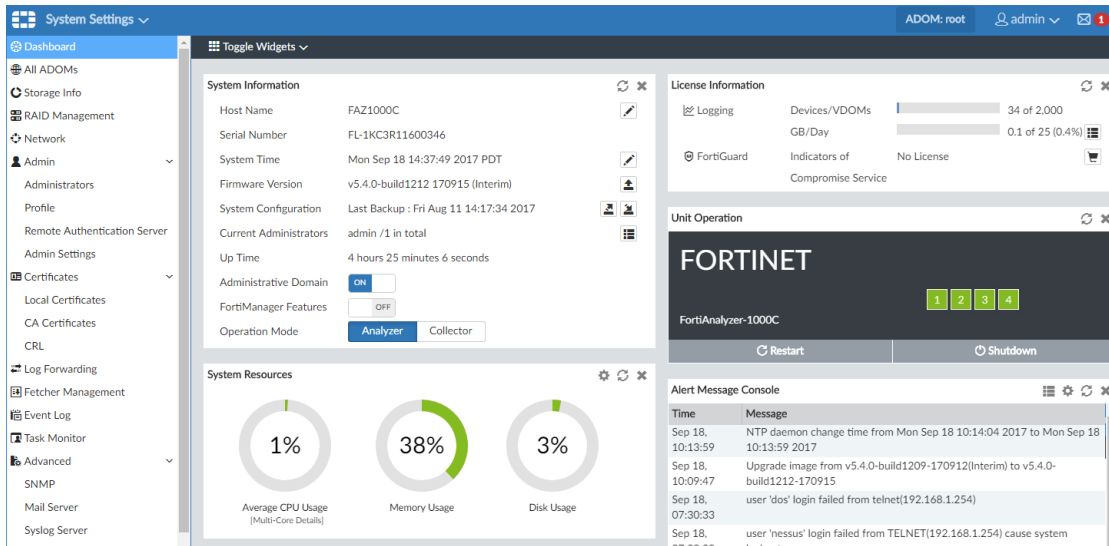 System Settings
ADOM: root
admin
1
Dashboard
All ADOMs
Storage Info
RAID Management
Network
Admin
Administrators
Profile
Remote Authentication Server
Admin Settings
Certificates
Local Certificates
CA Certificates
CRL
Log Forwarding
Fetcher Management
Event Log
Task Monitor
Advanced
SNMP
Mail Server
Syslog Server
Toggle Widgets
System Information
Host Name FAZ1000C
Serial Number FL-1KC3R11600346
System Time Mon Sep 18 14:37:49 2017 PDT
Firmware Version v5.4.0-build1212 170915 (Interim)
System Configuration Last Backup : Fri Aug 11 14:17:34 2017
Current Administrators admin /1 in total
Up Time 4 hours 25 minutes 6 seconds
Administrative Domain ON
FortiManager Features OFF
Operation Mode Analyzer Collector
System Resources
1% 38% 3%
Average CPU Usage Memory Usage Disk Usage
[Multi-Core Details]
License Information
Logging Devices/VDOMs 34 of 2,000
GB/Day 0.1 of 25 (0.4%)
FortiGuard Indicators of No License
Compromise Service
Unit Operation
FORTINET
1 2 3 4
FortiAnalyzer-1000C
Restart Shutdown
Alert Message Console
Time Message
Sep 18, NTP daemon change time from Mon Sep 18 10:14:04 2017 to Mon Sep 18
10:13:59 10:13:59 2017
Sep 18, Upgrade image from v5.4.0-build1209-170912(Interim) to v5.4.0-
10:09:47 build1212-170915
Sep 18, user 'dos' login failed from telnet(192.168.1.254)
07:30:33
Sep 18, user 'nessus' login failed from TELNET(192.168.1.254) cause system